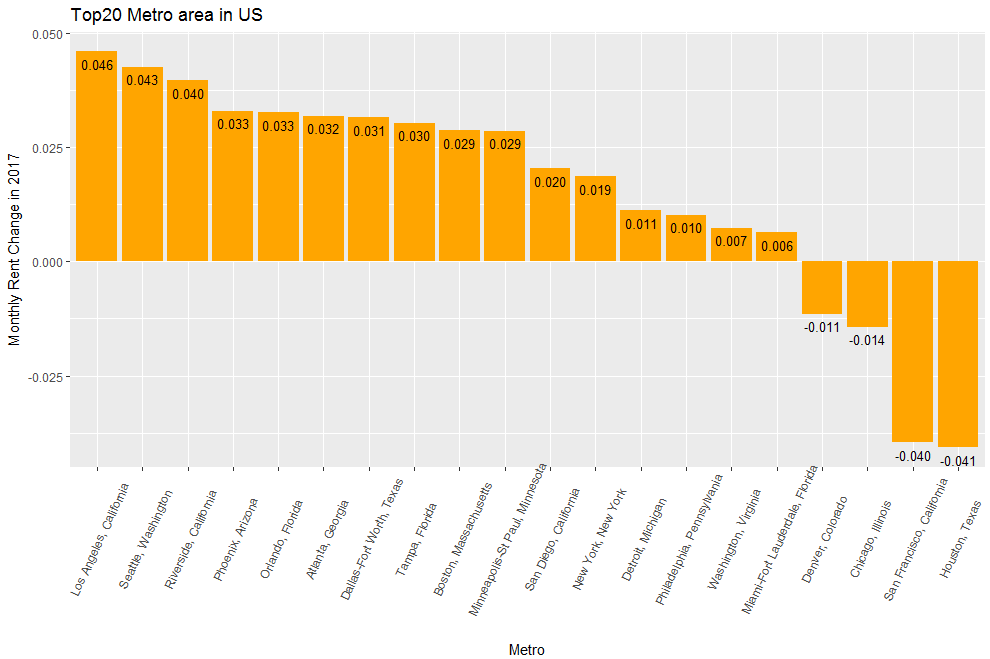 Top20 Metro area in US
Monthly Rent Change in 2017
0.050
0.025
0.000
-0.025
0.046
0.043
0.040
0.033
0.033
0.032
0.031
0.030
0.029
0.029
0.020
0.019
0.011
0.010
0.007
0.006
-0.011
-0.014
-0.040
-0.041
Los Angeles, California
Seattle, Washington
Riverside, California
Phoenix, Arizona
Orlando, Florida
Atlanta, Georgia
Dallas-Fort Worth, Texas
Tampa, Florida
Boston, Massachusetts
Minneapolis-St Paul, Minnesota
San Diego, California
New York, New York
Detroit, Michigan
Philadelphia, Pennsylvania
Washington, Virginia
Miami-Fort Lauderdale, Florida
Denver, Colorado
Chicago, Illinois
San Francisco, California
Houston, Texas
Metro